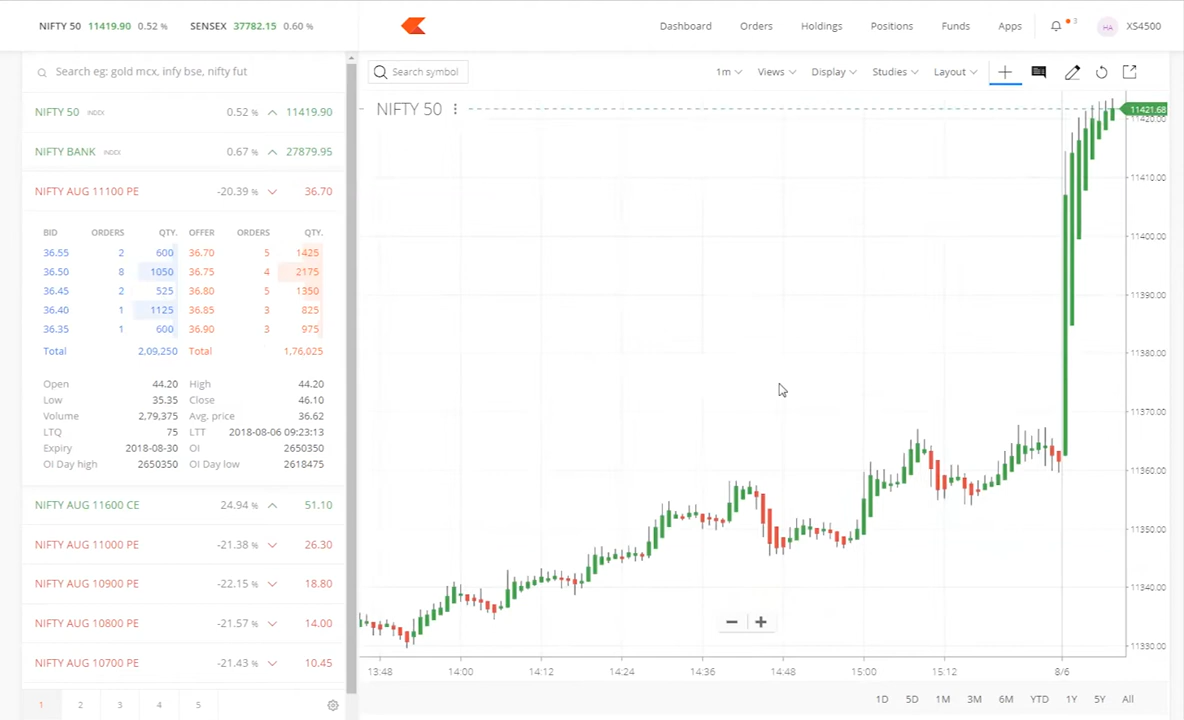 NIFTY 50 11419.90 0.52 % SENSEX 37782.15 0.60 %
Dashboard Orders Holdings Positions Funds Apps 3 HA XS4500
Search eg: gold mcx, infy bse, nifty fut
Search symbol 1m Views Display Studies Layout
NIFTY 50 INDEX 0.52 % 11419.90
NIFTY BANK INDEX 0.67 % 27879.95
NIFTY AUG 11100 PE -20.39 % 36.70
BID ORDERS QTY. OFFER ORDERS QTY.
36.55 2 600 36.70 5 1425
36.50 8 1050 36.75 4 2175
36.45 2 525 36.80 5 1350
36.40 1 1125 36.85 3 825
36.35 1 600 36.90 3 975
Total 2,09,250 Total 1,76,025
Open 44.20 High 44.20
Low 35.35 Close 46.10
Volume 2,79,375 Avg. price 36.62
LTQ 75 LTT 2018-08-06 09:23:13
Expiry 2018-08-30 OI 2650350
OI Day high 2650350 OI Day low 2618475
NIFTY AUG 11600 CE 24.94 % 51.10
NIFTY AUG 11000 PE -21.38 % 26.30
NIFTY AUG 10900 PE -22.15 % 18.80
NIFTY AUG 10800 PE -21.57 % 14.00
NIFTY AUG 10700 PE -21.43 % 10.45
1 2 3 4 5
NIFTY 50
11421.68
11420.00
11410.00
11400.00
11390.00
11380.00
11370.00
11360.00
11350.00
11340.00
11330.00
13:48 14:00 14:12 14:24 14:36 14:48 15:00 15:12 8/6
1D 5D 1M 3M 6M YTD 1Y 5Y All